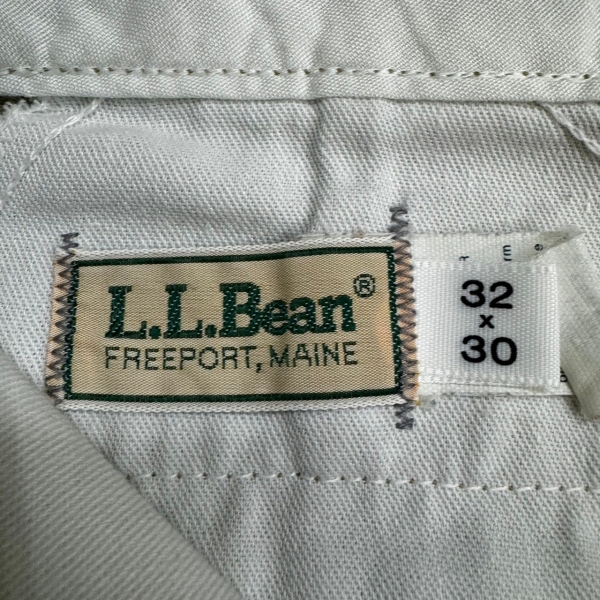 L.L.Bean®
FREEPORT, MAINE
32
x
30